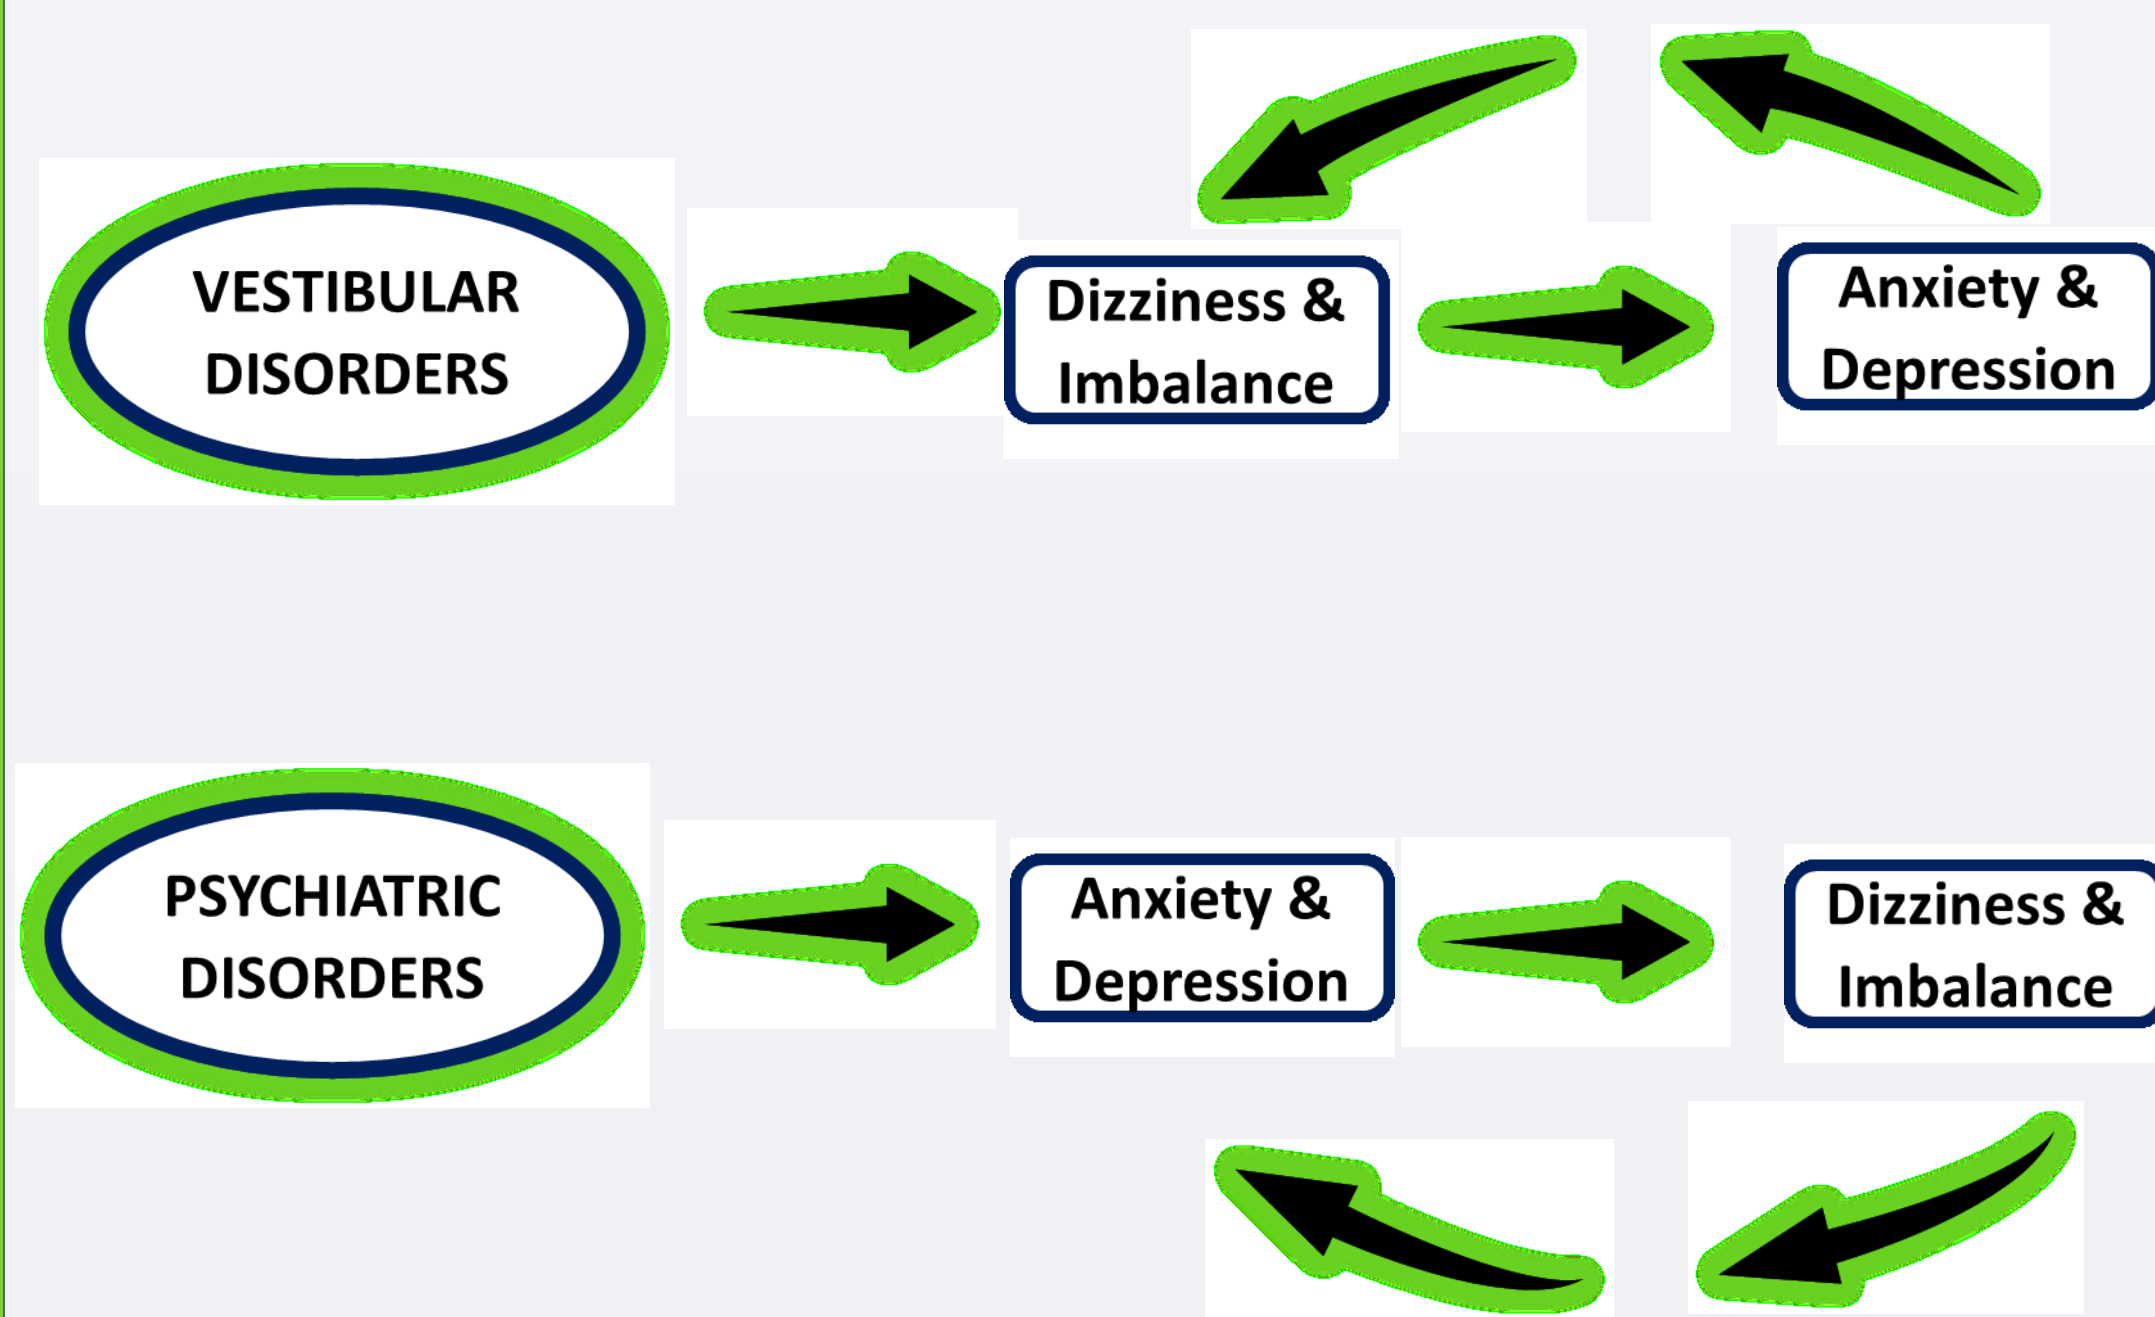 VESTIBULAR
DISORDERS
Dizziness &
Imbalance
Anxiety &
Depression
PSYCHIATRIC
DISORDERS
Anxiety &
Depression
Dizziness &
Imbalance